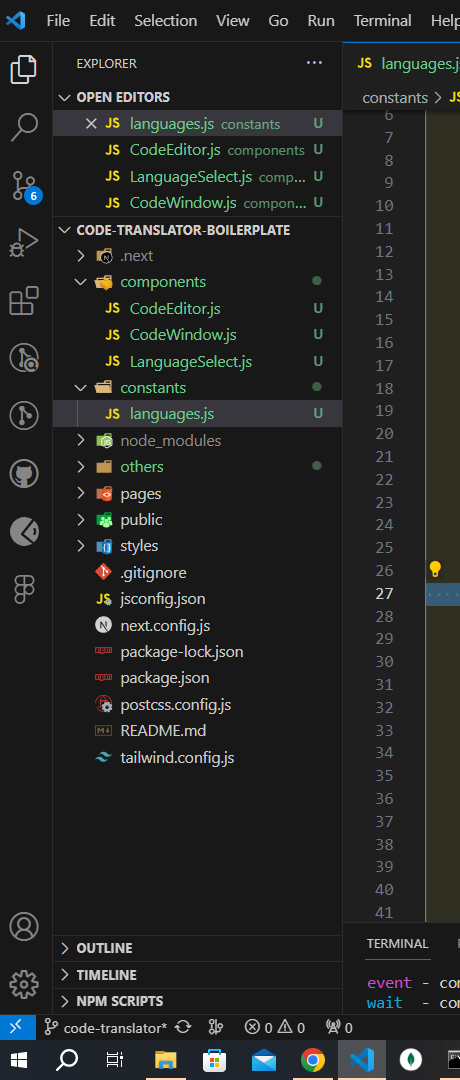 File Edit Selection View Go Run Terminal Help
EXPLORER ···
OPEN EDITORS
JS languages.js constants U
JS CodeEditor.js components U
JS LanguageSelect.js comp... U
JS CodeWindow.js compon... U
CODE-TRANSLATOR-BOILERPLATE
.next
components
JS CodeEditor.js U
JS CodeWindow.js U
JS LanguageSelect.js U
constants
JS languages.js U
node_modules
others
pages
public
styles
.gitignore
JS jsconfig.json
N next.config.js
npm package-lock.json
npm package.json
postcss.config.js
M README.md
tailwind.config.js
OUTLINE
TIMELINE
NPM SCRIPTS
6
JS languages.js
constants > JS
6
7
8
9
10
11
12
13
14
15
16
17
18
19
20
21
22
23
24
25
26
27
28
29
30
31
32
33
34
35
36
37
38
39
40
41
TERMINAL
event - com
wait - com
code-translator* 0 0 0